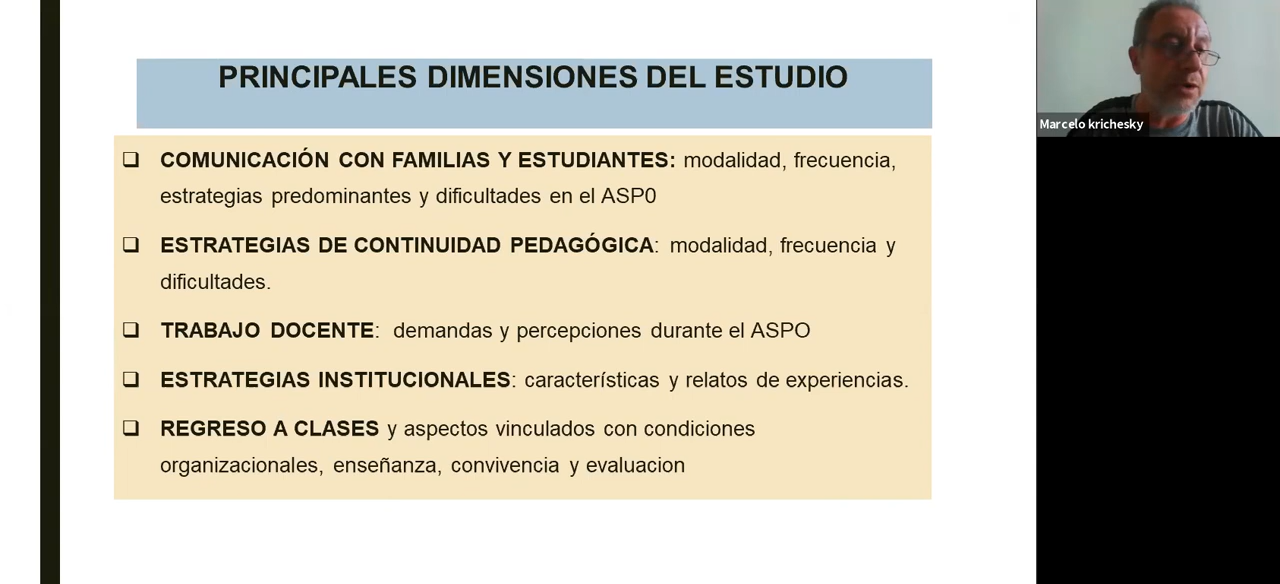 PRINCIPALES DIMENSIONES DEL ESTUDIO
❑ COMUNICACIÓN CON FAMILIAS Y ESTUDIANTES: modalidad, frecuencia,
estrategias predominantes y dificultades en el ASP0
❑ ESTRATEGIAS DE CONTINUIDAD PEDAGÓGICA: modalidad, frecuencia y
dificultades.
❑ TRABAJO DOCENTE: demandas y percepciones durante el ASPO
❑ ESTRATEGIAS INSTITUCIONALES: características y relatos de experiencias.
❑ REGRESO A CLASES y aspectos vinculados con condiciones
organizacionales, enseñanza, convivencia y evaluacion
Marcelo krichesky